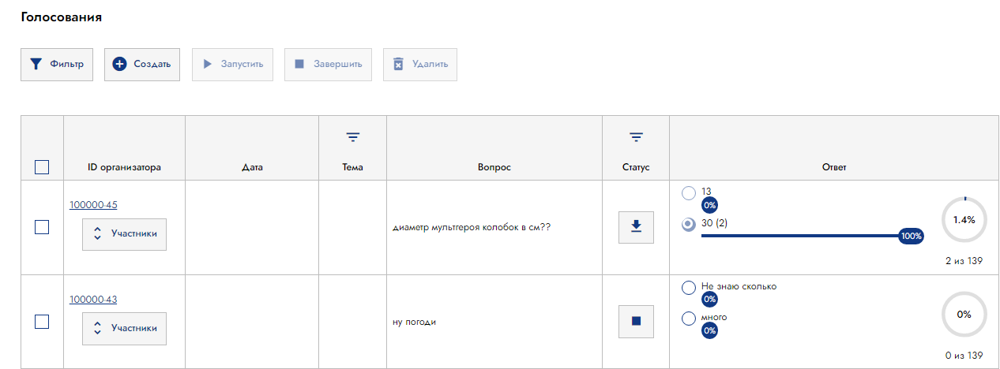 Голосования
Фильтр
Создать
Запустить
Завершить
Удалить
ID организатора
Дата
Тема
Вопрос
Статус
Ответ
100000-45
Участники
диаметр мультгероя колобок в см??
13
0%
30 (2)
100%
1.4%
2 из 139
100000-43
Участники
ну погоди
Не знаю сколько
0%
много
0%
0%
0 из 139